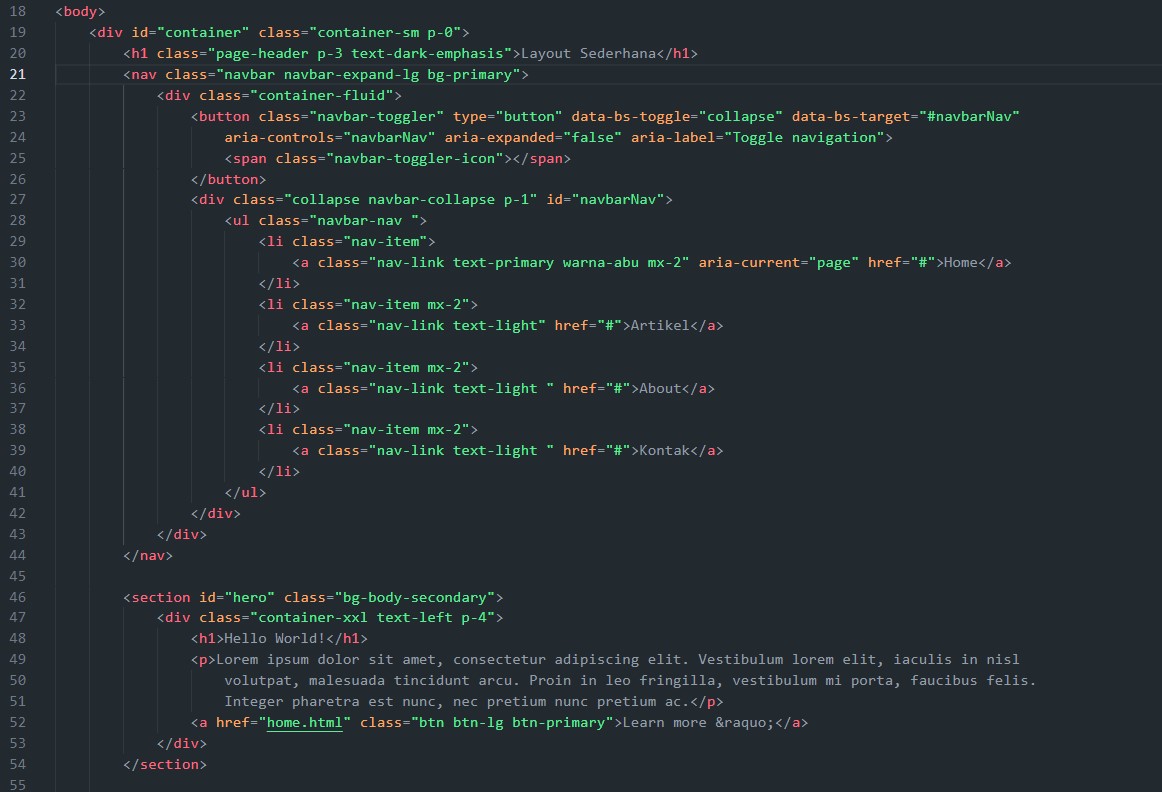 18 <body>
19 <div id="container" class="container-sm p-0">
20 <h1 class="page-header p-3 text-dark-emphasis">Layout Sederhana</h1>
21 <nav class="navbar navbar-expand-lg bg-primary">
22 <div class="container-fluid">
23 <button class="navbar-toggler" type="button" data-bs-toggle="collapse" data-bs-target="#navbarNav"
24 aria-controls="navbarNav" aria-expanded="false" aria-label="Toggle navigation">
25 <span class="navbar-toggler-icon"></span>
26 </button>
27 <div class="collapse navbar-collapse p-1" id="navbarNav">
28 <ul class="navbar-nav ">
29 <li class="nav-item">
30 <a class="nav-link text-primary warna-abu mx-2" aria-current="page" href="#">Home</a>
31 </li>
32 <li class="nav-item mx-2">
33 <a class="nav-link text-light" href="#">Artikel</a>
34 </li>
35 <li class="nav-item mx-2">
36 <a class="nav-link text-light " href="#">About</a>
37 </li>
38 <li class="nav-item mx-2">
39 <a class="nav-link text-light " href="#">Kontak</a>
40 </li>
41 </ul>
42 </div>
43 </div>
44 </nav>
45
46 <section id="hero" class="bg-body-secondary">
47 <div class="container-xxl text-left p-4">
48 <h1>Hello World!</h1>
49 <p>Lorem ipsum dolor sit amet, consectetur adipiscing elit. Vestibulum lorem elit, iaculis in nisl
50 volutpat, malesuada tincidunt arcu. Proin in leo fringilla, vestibulum mi porta, faucibus felis.
51 Integer pharetra est nunc, nec pretium nunc pretium ac.</p>
52 <a href="home.html" class="btn btn-lg btn-primary">Learn more &raquo;</a>
53 </div>
54 </section>
55